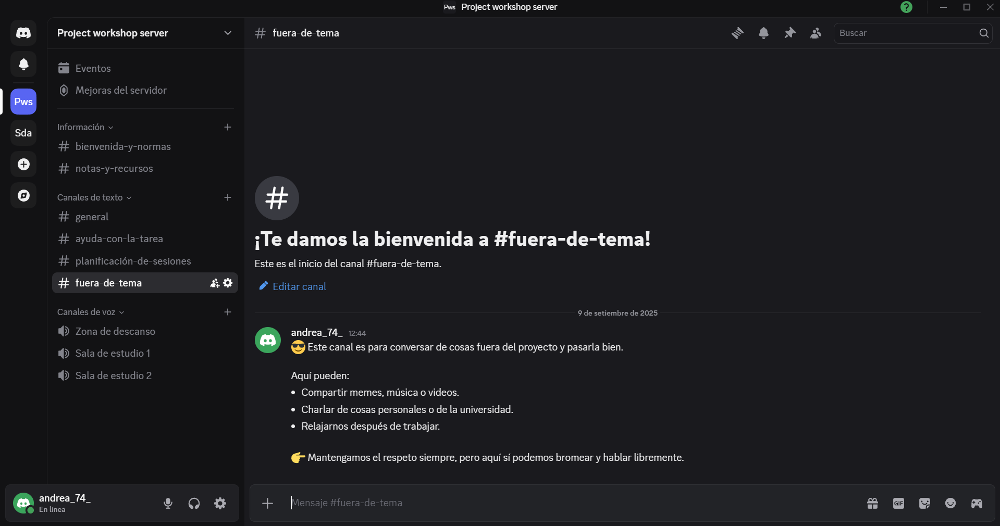 Pws Project workshop server
?
Project workshop server
Eventos
Mejoras del servidor
Pws
Sda
Información
bienvenida-y-normas
notas-y-recursos
Canales de texto
general
ayuda-con-la-tarea
planificación-de-sesiones
fuera-de-tema
Canales de voz
Zona de descanso
Sala de estudio 1
Sala de estudio 2
andrea_74_
En línea
# fuera-de-tema
Buscar
#
¡Te damos la bienvenida a #fuera-de-tema!
Este es el inicio del canal #fuera-de-tema.
Editar canal
9 de setiembre de 2025
andrea_74_ 12:44
😎 Este canal es para conversar de cosas fuera del proyecto y pasarla bien.
Aquí pueden:
• Compartir memes, música o videos.
• Charlar de cosas personales o de la universidad.
• Relajarnos después de trabajar.
👉 Mantengamos el respeto siempre, pero aquí sí podemos bromear y hablar libremente.
Mensaje #fuera-de-tema
GIF